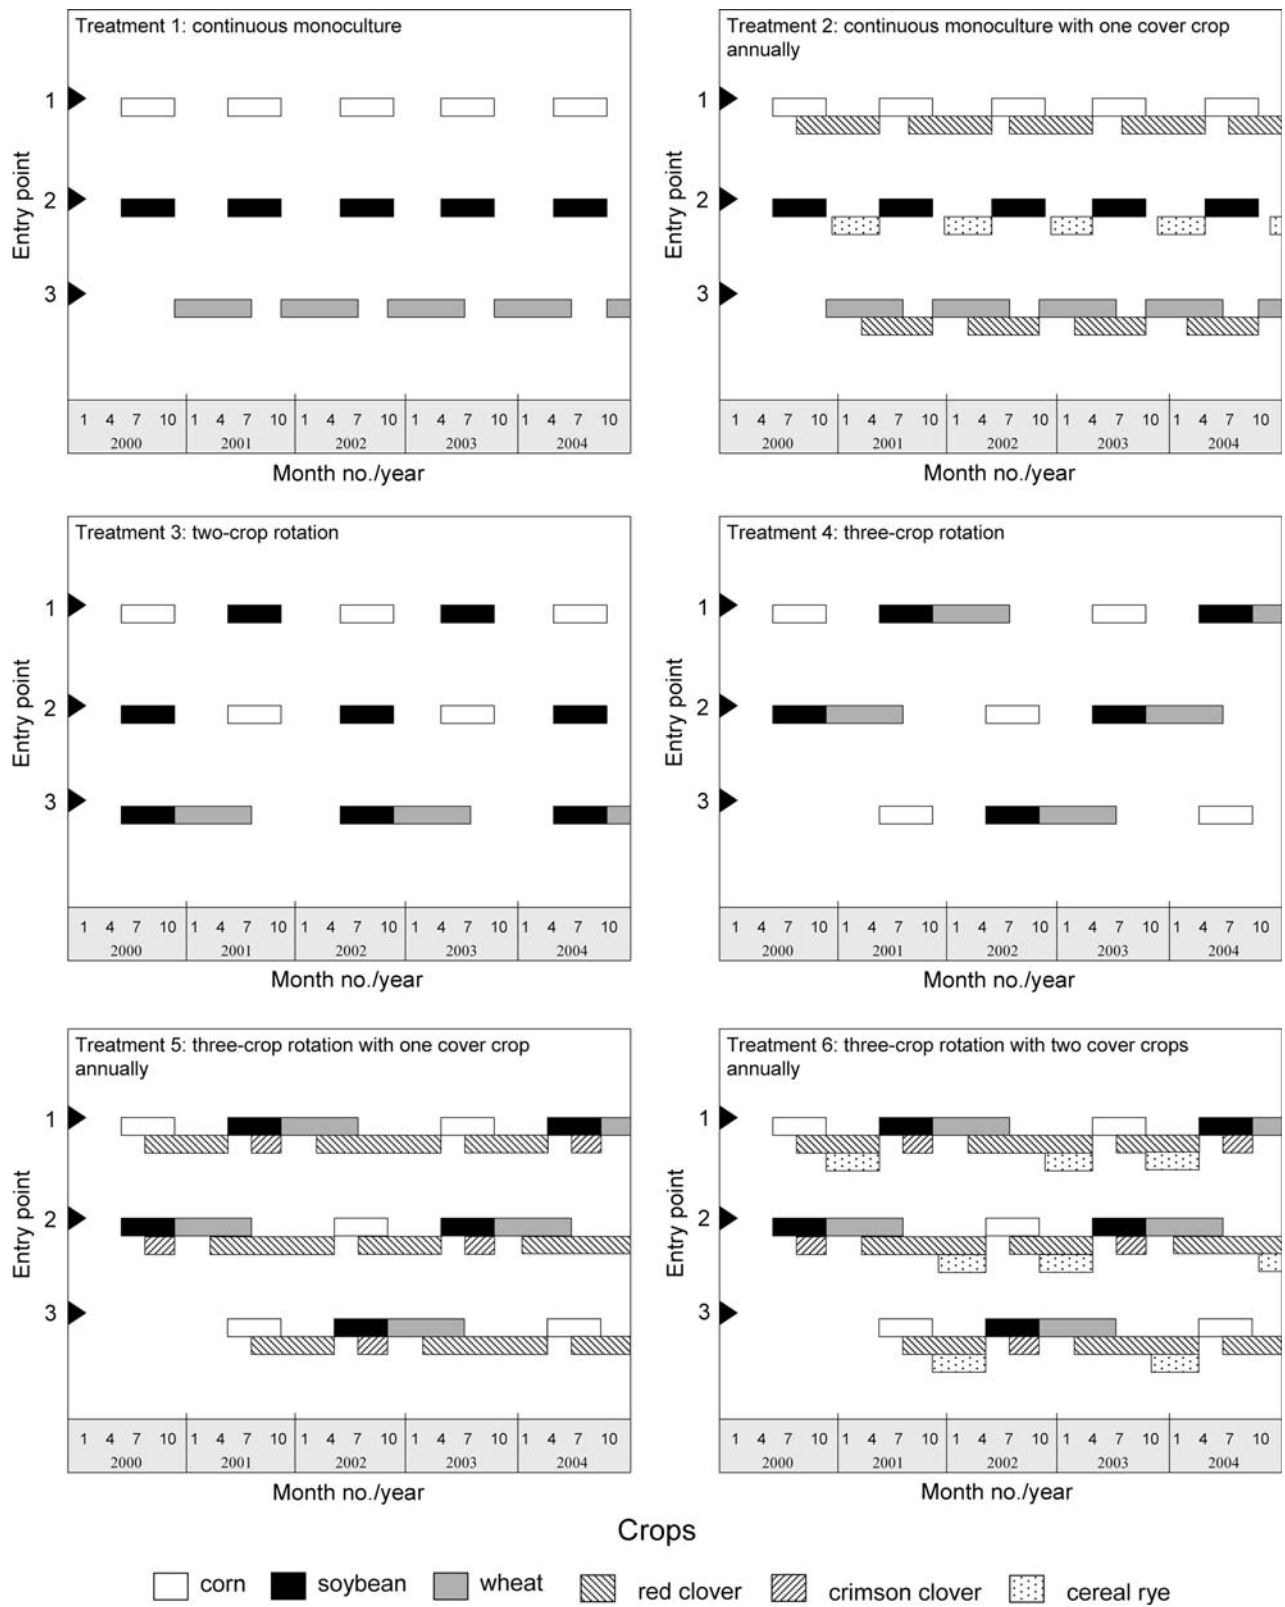 Treatment 1: continuous monoculture
Entry point
1
2
3
1 4 7 10 1 4 7 10 1 4 7 10 1 4 7 10 1 4 7 10
2000 2001 2002 2003 2004
Month no./year
Treatment 2: continuous monoculture with one cover crop
annually
Entry point
1
2
3
1 4 7 10 1 4 7 10 1 4 7 10 1 4 7 10 1 4 7 10
2000 2001 2002 2003 2004
Month no./year
Treatment 3: two-crop rotation
Entry point
1
2
3
1 4 7 10 1 4 7 10 1 4 7 10 1 4 7 10 1 4 7 10
2000 2001 2002 2003 2004
Month no./year
Treatment 4: three-crop rotation
Entry point
1
2
3
1 4 7 10 1 4 7 10 1 4 7 10 1 4 7 10 1 4 7 10
2000 2001 2002 2003 2004
Month no./year
Treatment 5: three-crop rotation with one cover crop
annually
Entry point
1
2
3
1 4 7 10 1 4 7 10 1 4 7 10 1 4 7 10 1 4 7 10
2000 2001 2002 2003 2004
Month no./year
Treatment 6: three-crop rotation with two cover crops
annually
Entry point
1
2
3
1 4 7 10 1 4 7 10 1 4 7 10 1 4 7 10 1 4 7 10
2000 2001 2002 2003 2004
Month no./year
Crops
corn soybean wheat red clover crimson clover cereal rye